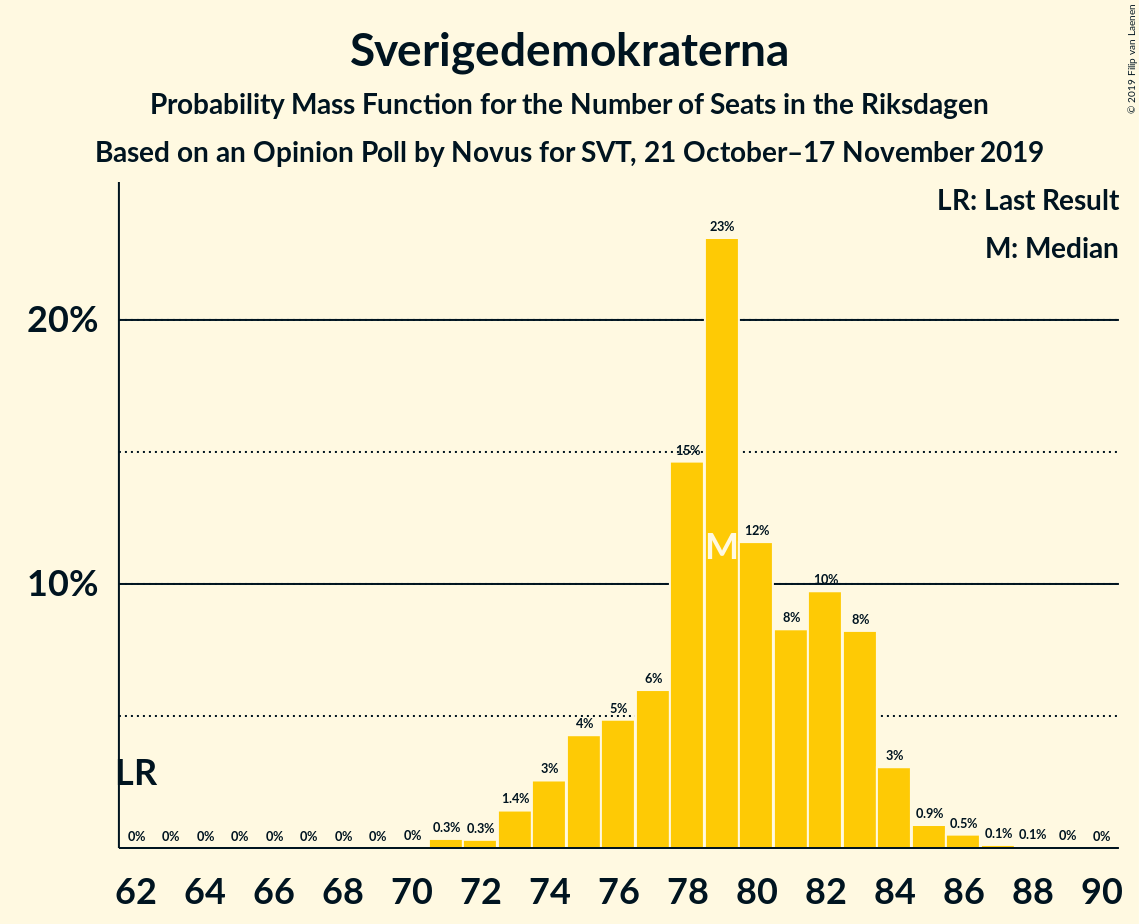 Sverigedemokraterna
Probability Mass Function for the Number of Seats in the Riksdagen
Based on an Opinion Poll by Novus for SVT, 21 October–17 November 2019
© 2019 Filip van Laenen
LR: Last Result
M: Median
20%
10%
LR
M
0% 0% 0% 0% 0% 0% 0% 0% 0% 0.3% 0.3% 1.4% 3% 4% 5% 6% 15% 23% 12% 8% 10% 8% 3% 0.9% 0.5% 0.1% 0.1% 0% 0%
62 64 66 68 70 72 74 76 78 80 82 84 86 88 90